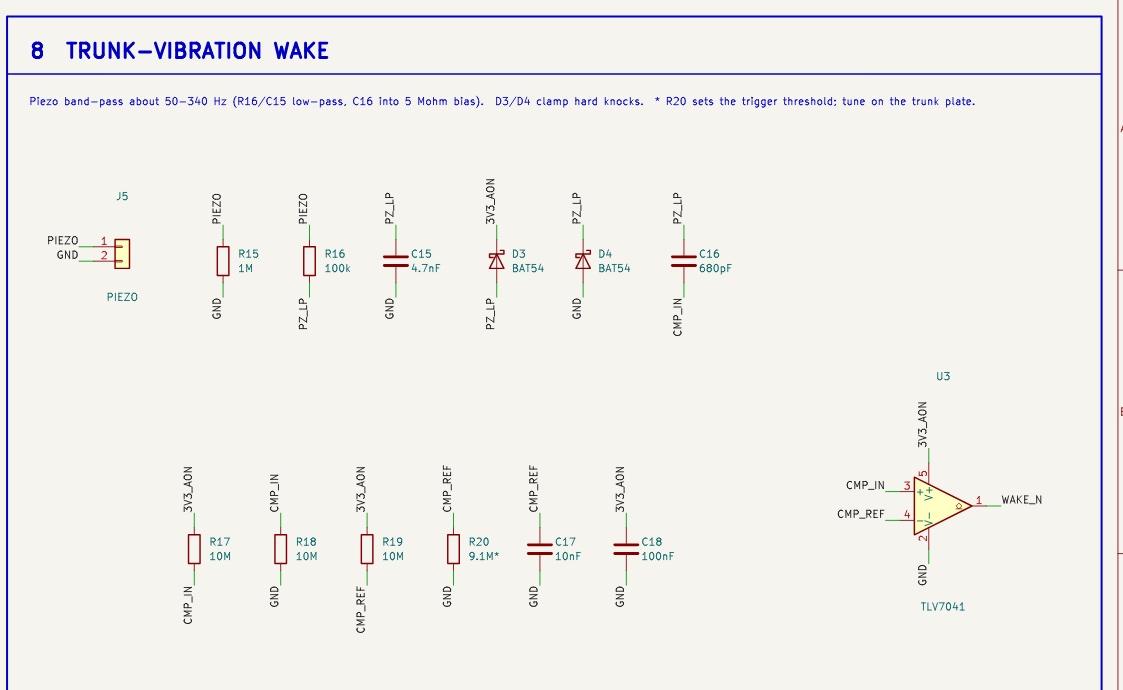 8 TRUNK-VIBRATION WAKE
Piezo band-pass about 50-340 Hz (R16/C15 low-pass, C16 into 5 Mohm bias). D3/D4 clamp hard knocks. * R20 sets the trigger threshold; tune on the trunk plate.
J5
PIEZO 1
GND 2
PIEZO
PIEZO
R15
1M
GND
PIEZO
R16
100k
PZ_LP
PZ_LP
C15
4.7nF
GND
3V3_AON
D3
BAT54
PZ_LP
PZ_LP
D4
BAT54
GND
PZ_LP
C16
680pF
CMP_IN
3V3_AON
R17
10M
CMP_IN
CMP_IN
R18
10M
GND
3V3_AON
R19
10M
CMP_REF
CMP_REF
R20
9.1M*
GND
CMP_REF
C17
10nF
GND
3V3_AON
C18
100nF
GND
U3
3V3_AON
5
CMP_IN 3 + V+
1 WAKE_N
CMP_REF 4 - V-
2
GND
TLV7041
A
B